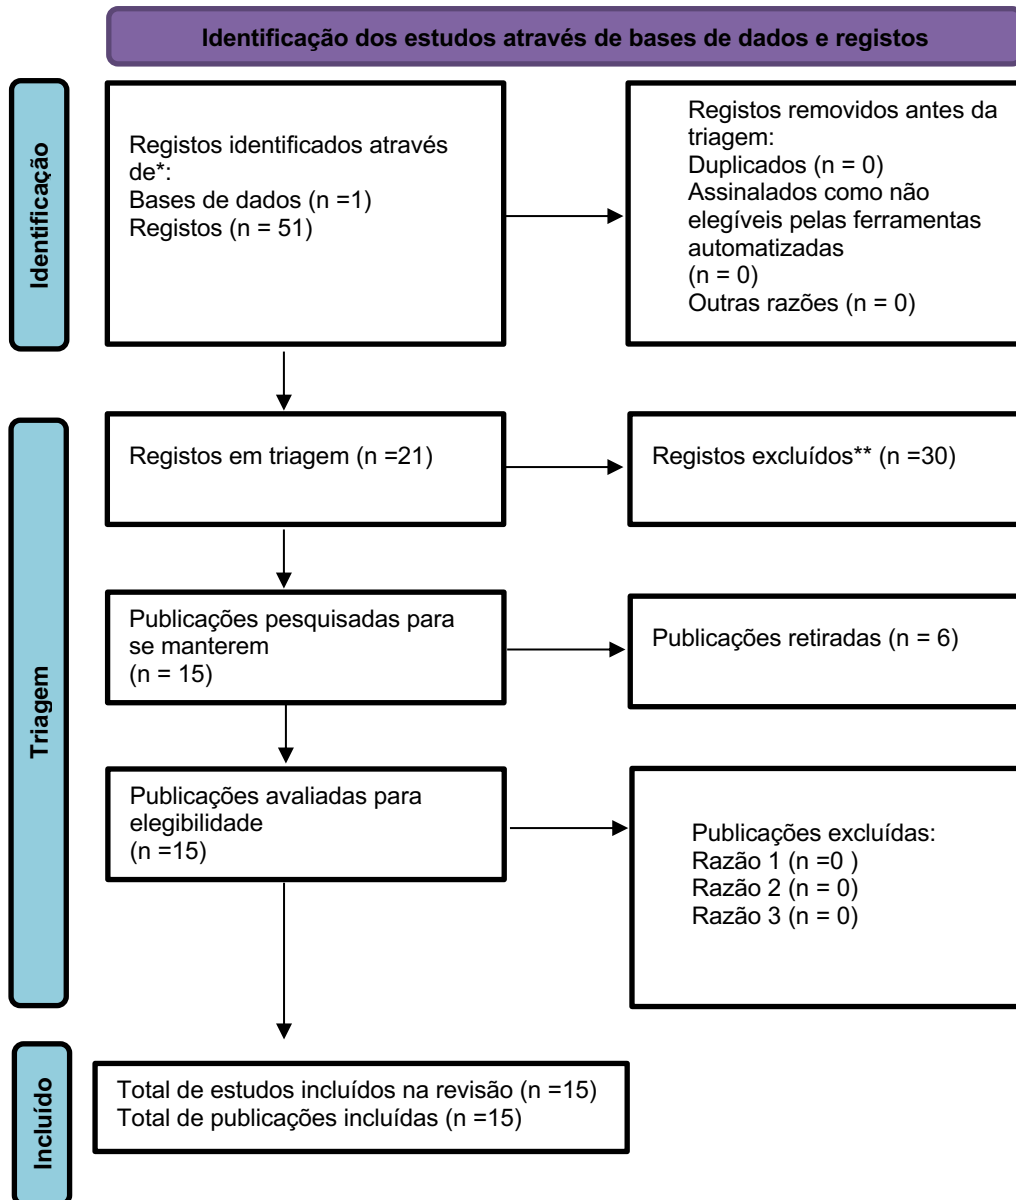 Identificação dos estudos através de bases de dados e registos
Identificação
Registos identificados através
de*:
Bases de dados (n =1)
Registos (n = 51)
Registos removidos antes da
triagem:
Duplicados (n = 0)
Assinalados como não
elegíveis pelas ferramentas
automatizadas
(n = 0)
Outras razões (n = 0)
Triagem
Registos em triagem (n =21)
Registos excluídos** (n =30)
Publicações pesquisadas para
se manterem
(n = 15)
Publicações retiradas (n = 6)
Publicações avaliadas para
elegibilidade
(n =15)
Publicações excluídas:
Razão 1 (n =0 )
Razão 2 (n = 0)
Razão 3 (n = 0)
Incluído
Total de estudos incluídos na revisão (n =15)
Total de publicações incluídas (n =15)